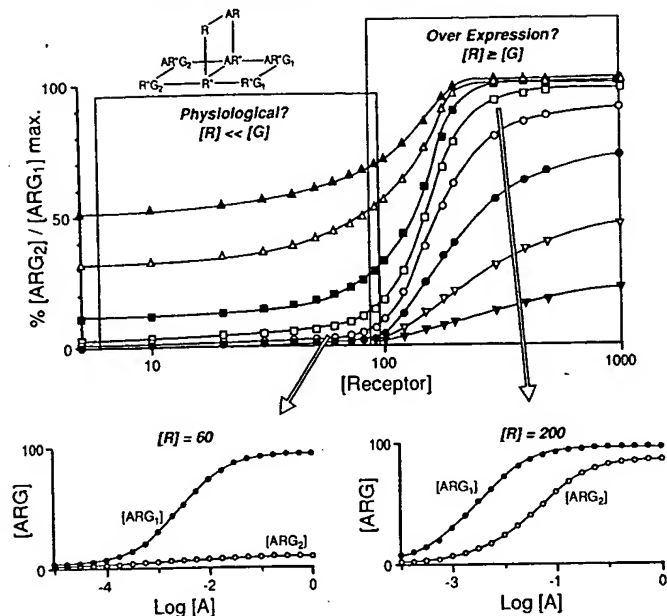 AR
R
AR*G₂ AR* AR*G₁
R*G₂ R* R*G₁
Over Expression?
[R] ≥ [G]
Physiological?
[R] << [G]
% [ARG₂] / [ARG₁] max.
100
50
0
10
100
1000
[Receptor]
[R] = 60
[ARG]
100
0
[ARG₁]
[ARG₂]
-4
-2
0
Log [A]
[R] = 200
[ARG]
100
0
[ARG₁]
[ARG₂]
-3
-1
0
Log [A]